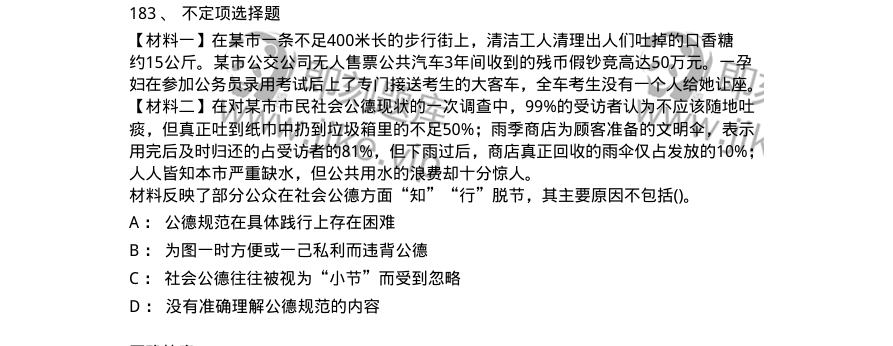 183 、 不定项选择题
【材料一】在某市一条不足400米长的步行街上，清洁工人清理出人们吐掉的口香糖
约15公斤。某市公交公司无人售票公共汽车3年间收到的残币假钞竞高达50万元。一孕
妇在参加公务员录用考试后上了专门接送考生的大客车，全车考生没有一个人给她让座。
【材料二】在对某市市民社会公德现状的一次调查中，99%的受访者认为不应该随地吐
痰，但真正吐到纸巾中扔到垃圾箱里的不足50%；雨季商店为顾客准备的文明伞，表示
用完后及时归还的占受访者的81%，但下雨过后，商店真正回收的雨伞仅占发放的10%；
人人皆知本市严重缺水，但公共用水的浪费却十分惊人。
材料反映了部分公众在社会公德方面“知”“行”脱节，其主要原因不包括()。
A ： 公德规范在具体践行上存在困难
B ： 为图一时方便或一己私利而违背公德
C ： 社会公德往往被视为“小节”而受到忽略
D ： 没有准确理解公德规范的内容